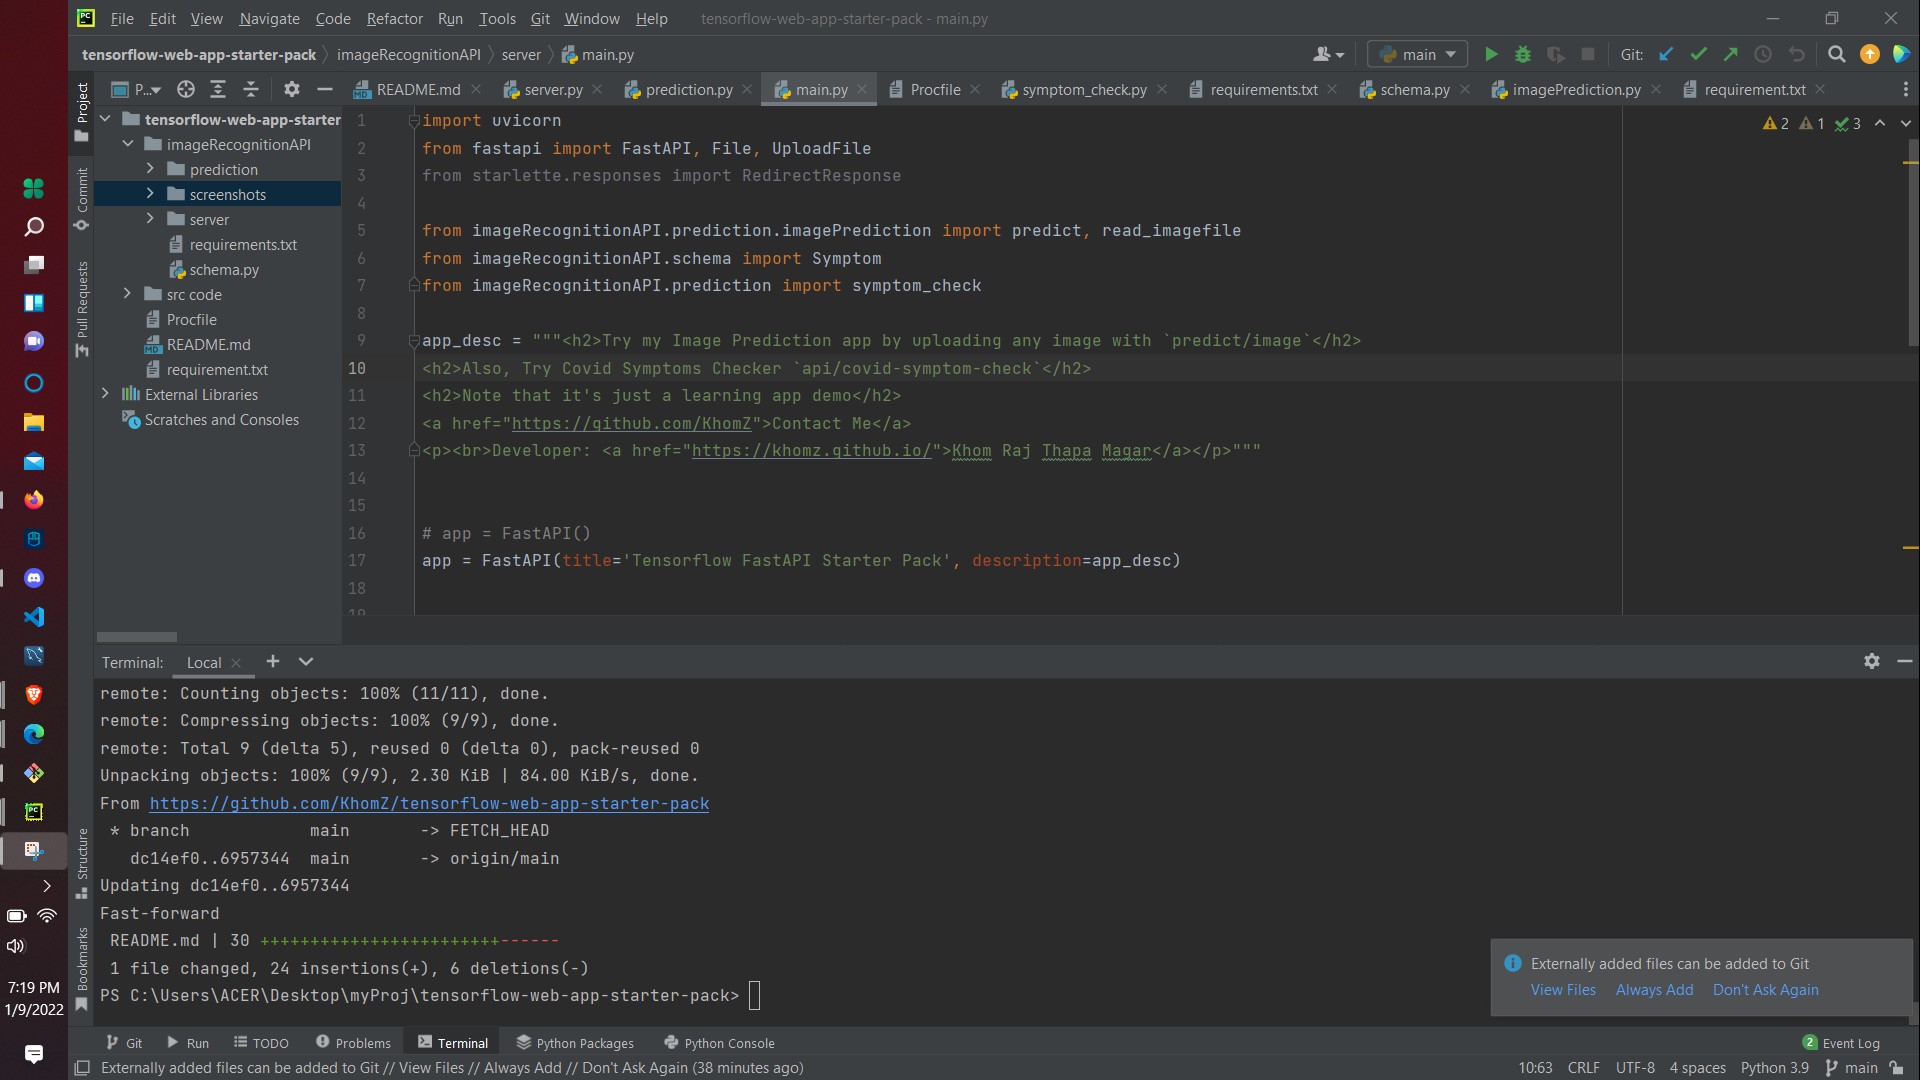 File Edit View Navigate Code Refactor Run Tools Git Window Help tensorflow-web-app-starter-pack - main.py
tensorflow-web-app-starter-pack imageRecognitionAPI server main.py main Git:
P... README.md server.py prediction.py main.py Procfile symptom_check.py requirements.txt schema.py imagePrediction.py requirement.txt
Project
Commit
Pull Requests
Structure
Bookmarks
tensorflow-web-app-starter
imageRecognitionAPI
prediction
screenshots
server
requirements.txt
schema.py
src code
Procfile
README.md
requirement.txt
External Libraries
Scratches and Consoles
2 1 3
1 import uvicorn
2 from fastapi import FastAPI, File, UploadFile
3 from starlette.responses import RedirectResponse
4
5 from imageRecognitionAPI.prediction.imagePrediction import predict, read_imagefile
6 from imageRecognitionAPI.schema import Symptom
7 from imageRecognitionAPI.prediction import symptom_check
8
9 app_desc = """<h2>Try my Image Prediction app by uploading any image with `predict/image`</h2>
10 <h2>Also, Try Covid Symptoms Checker `api/covid-symptom-check`</h2>
11 <h2>Note that it's just a learning app demo</h2>
12 <a href="https://github.com/KhomZ">Contact Me</a>
13 <p><br>Developer: <a href="https://khomz.github.io/">Khom Raj Thapa Magar</a></p>"""
14
15
16 # app = FastAPI()
17 app = FastAPI(title='Tensorflow FastAPI Starter Pack', description=app_desc)
18
19
Terminal: Local
remote: Counting objects: 100% (11/11), done.
remote: Compressing objects: 100% (9/9), done.
remote: Total 9 (delta 5), reused 0 (delta 0), pack-reused 0
Unpacking objects: 100% (9/9), 2.30 KiB | 84.00 KiB/s, done.
From https://github.com/KhomZ/tensorflow-web-app-starter-pack
* branch main -> FETCH_HEAD
dc14ef0..6957344 main -> origin/main
Updating dc14ef0..6957344
Fast-forward
README.md | 30 ++++++++++++++++++++++++------
1 file changed, 24 insertions(+), 6 deletions(-)
PS C:\Users\ACER\Desktop\myProj\tensorflow-web-app-starter-pack>
Externally added files can be added to Git
View Files Always Add Don't Ask Again
7:19 PM
1/9/2022
Git Run TODO Problems Terminal Python Packages Python Console 2 Event Log
Externally added files can be added to Git // View Files // Always Add // Don't Ask Again (38 minutes ago) 10:63 CRLF UTF-8 4 spaces Python 3.9 main